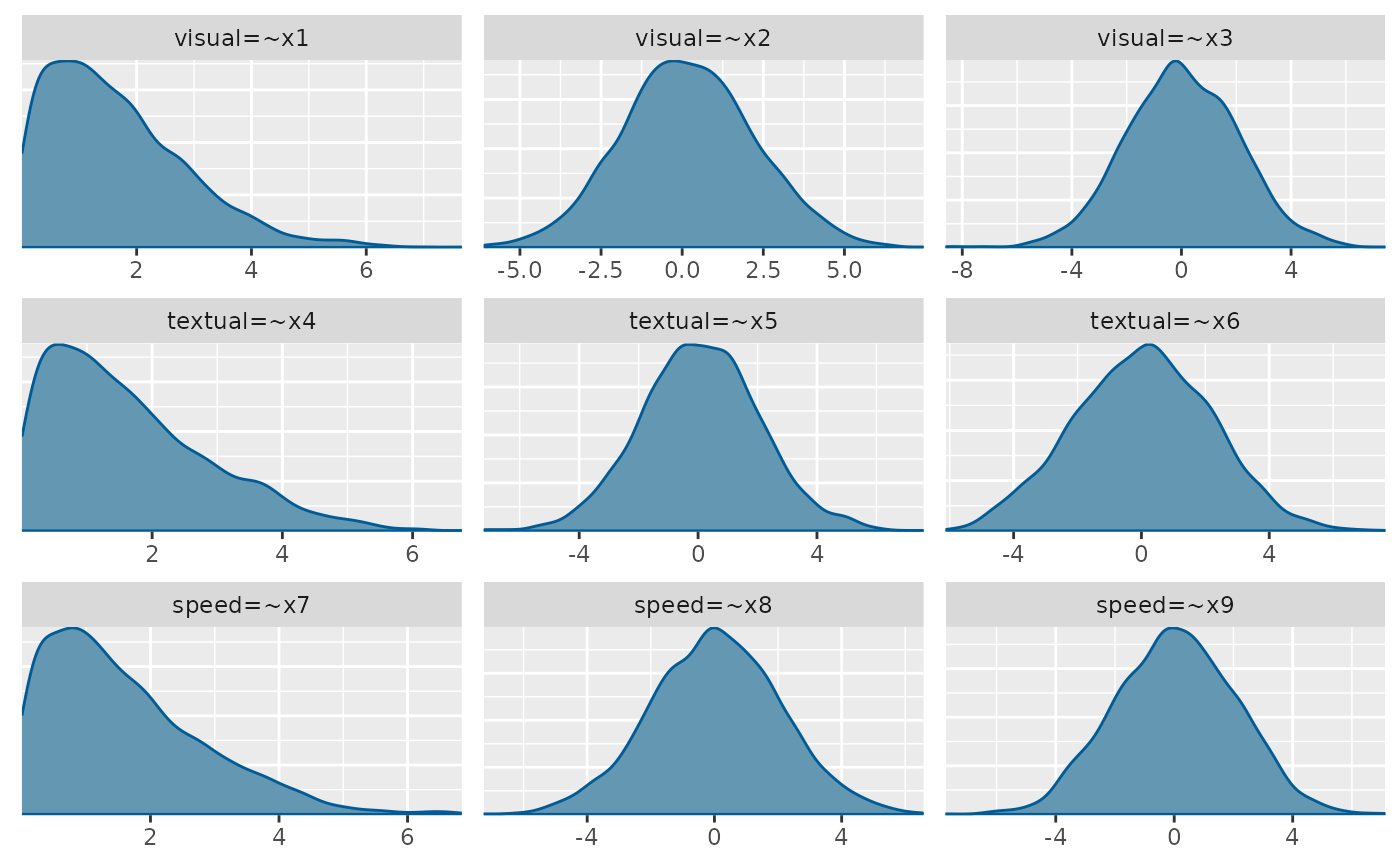 visual=~x1 visual=~x2 visual=~x3
2 4 6 -5.0 -2.5 0.0 2.5 5.0 -8 -4 0 4
textual=~x4 textual=~x5 textual=~x6
2 4 6 -4 0 4 -4 0 4
speed=~x7 speed=~x8 speed=~x9
2 4 6 -4 0 4 -4 0 4